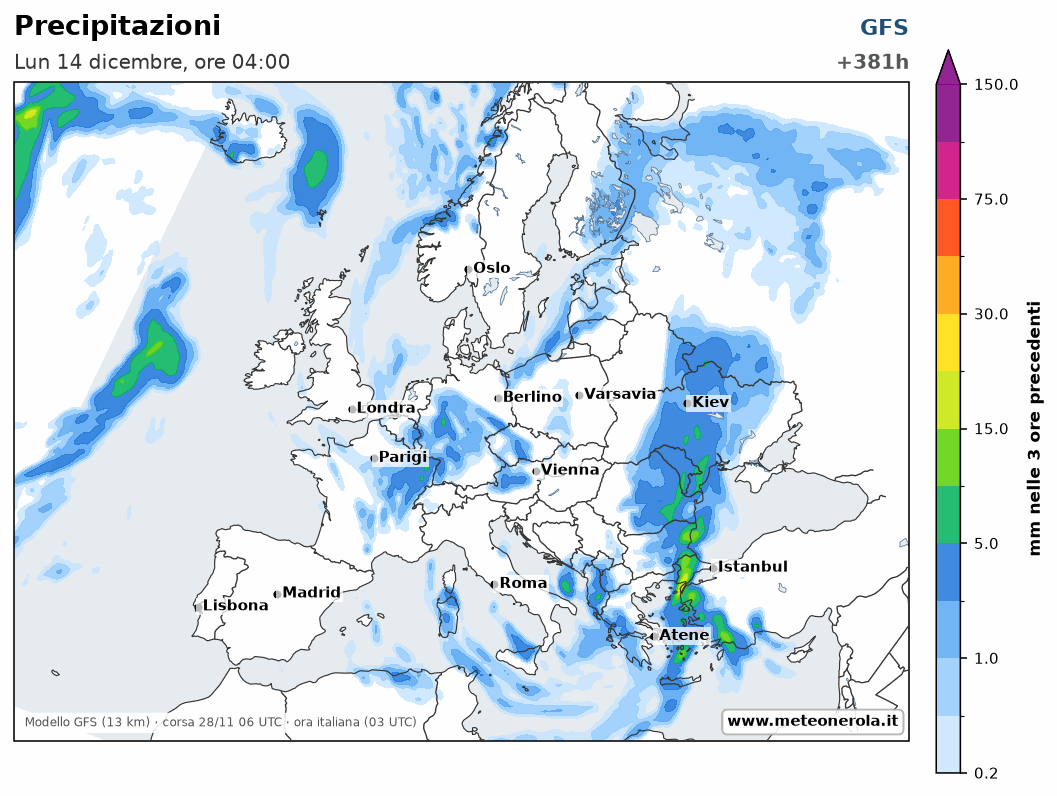 Precipitazioni
GFS
Lun 14 dicembre, ore 04:00
+381h
150.0
75.0
30.0
15.0
5.0
1.0
0.2
mm nelle 3 ore precedenti
Oslo
Berlino
Varsavia
Kiev
Londra
Parigi
Vienna
Istanbul
Roma
Madrid
Lisbona
Atene
Modello GFS (13 km) · corsa 28/11 06 UTC · ora italiana (03 UTC)
www.meteonerola.it